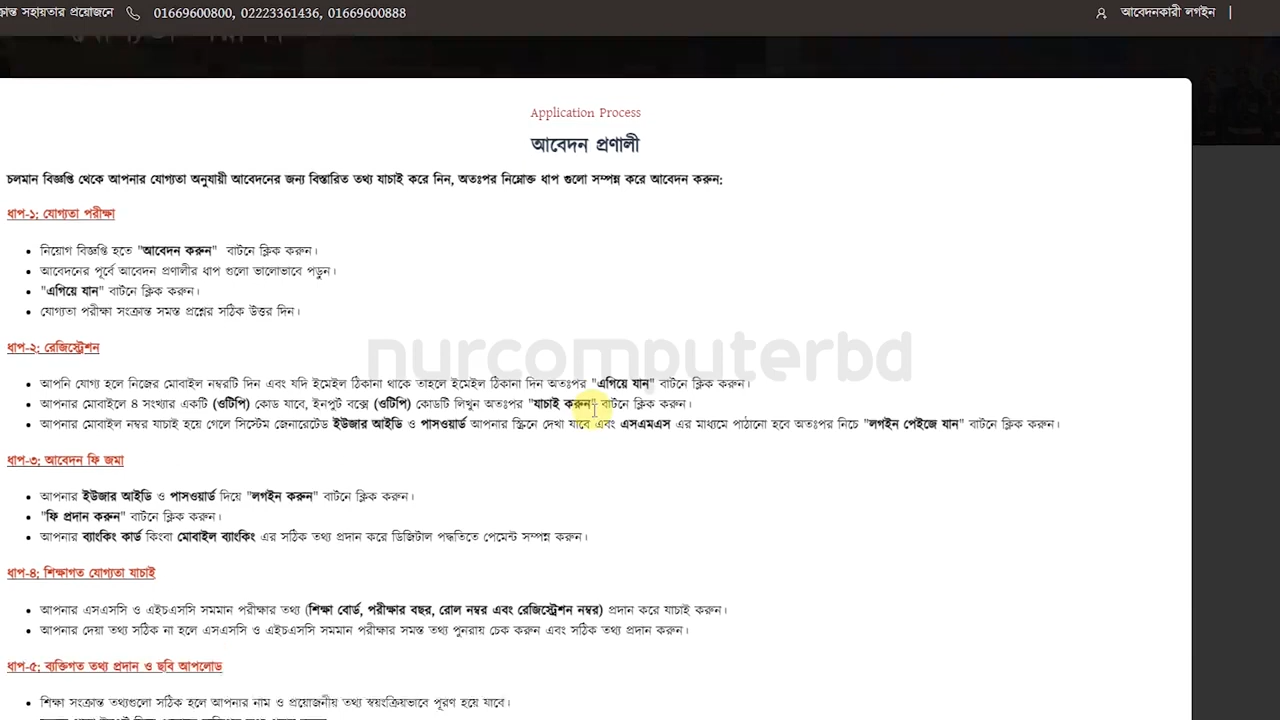 ক্রান্ত সহায়তার প্রয়োজনে 01669600800, 02223361436, 01669600888 আবেদনকারী লগইন |
Application Process
আবেদন প্রণালী
চলমান বিজ্ঞপ্তি থেকে আপনার যোগ্যতা অনুযায়ী আবেদনের জন্য বিস্তারিত তথ্য যাচাই করে নিন, অতঃপর নিম্নোক্ত ধাপ গুলো সম্পন্ন করে আবেদন করুন:
ধাপ-১: যোগ্যতা পরীক্ষা
• নিয়োগ বিজ্ঞপ্তি হতে "আবেদন করুন" বাটনে ক্লিক করুন।
• আবেদনের পূর্বে আবেদন প্রণালীর ধাপ গুলো ভালোভাবে পড়ুন।
• "এগিয়ে যান" বাটনে ক্লিক করুন।
• যোগ্যতা পরীক্ষা সংক্রান্ত সমস্ত প্রশ্নের সঠিক উত্তর দিন।
ধাপ-২: রেজিস্ট্রেশন
nurcomputerbd
• আপনি যোগ্য হলে নিজের মোবাইল নম্বরটি দিন এবং যদি ইমেইল ঠিকানা থাকে তাহলে ইমেইল ঠিকানা দিন অতঃপর "এগিয়ে যান" বাটনে ক্লিক করুন।
• আপনার মোবাইলে ৪ সংখ্যার একটি (ওটিপি) কোড যাবে, ইনপুট বক্সে (ওটিপি) কোডটি লিখুন অতঃপর "যাচাই করুন" বাটনে ক্লিক করুন।
• আপনার মোবাইল নম্বর যাচাই হয়ে গেলে সিস্টেম জেনারেটেড ইউজার আইডি ও পাসওয়ার্ড আপনার স্ক্রিনে দেখা যাবে এবং এসএমএস এর মাধ্যমে পাঠানো হবে অতঃপর নিচে "লগইন পেইজে যান" বাটনে ক্লিক করুন।
ধাপ-৩: আবেদন ফি জমা
• আপনার ইউজার আইডি ও পাসওয়ার্ড দিয়ে "লগইন করুন" বাটনে ক্লিক করুন।
• "ফি প্রদান করুন" বাটনে ক্লিক করুন।
• আপনার ব্যাংকিং কার্ড কিংবা মোবাইল ব্যাংকিং এর সঠিক তথ্য প্রদান করে ডিজিটাল পদ্ধতিতে পেমেন্ট সম্পন্ন করুন।
ধাপ-৪: শিক্ষাগত যোগ্যতা যাচাই
• আপনার এসএসসি ও এইচএসসি সমমান পরীক্ষার তথ্য (শিক্ষা বোর্ড, পরীক্ষার বছর, রোল নম্বর এবং রেজিস্ট্রেশন নম্বর) প্রদান করে যাচাই করুন।
• আপনার দেয়া তথ্য সঠিক না হলে এসএসসি ও এইচএসসি সমমান পরীক্ষার সমস্ত তথ্য পুনরায় চেক করুন এবং সঠিক তথ্য প্রদান করুন।
ধাপ-৫: ব্যক্তিগত তথ্য প্রদান ও ছবি আপলোড
• শিক্ষা সংক্রান্ত তথ্যগুলো সঠিক হলে আপনার নাম ও প্রয়োজনীয় তথ্য স্বয়ংক্রিয়ভাবে পূরণ হয়ে যাবে।